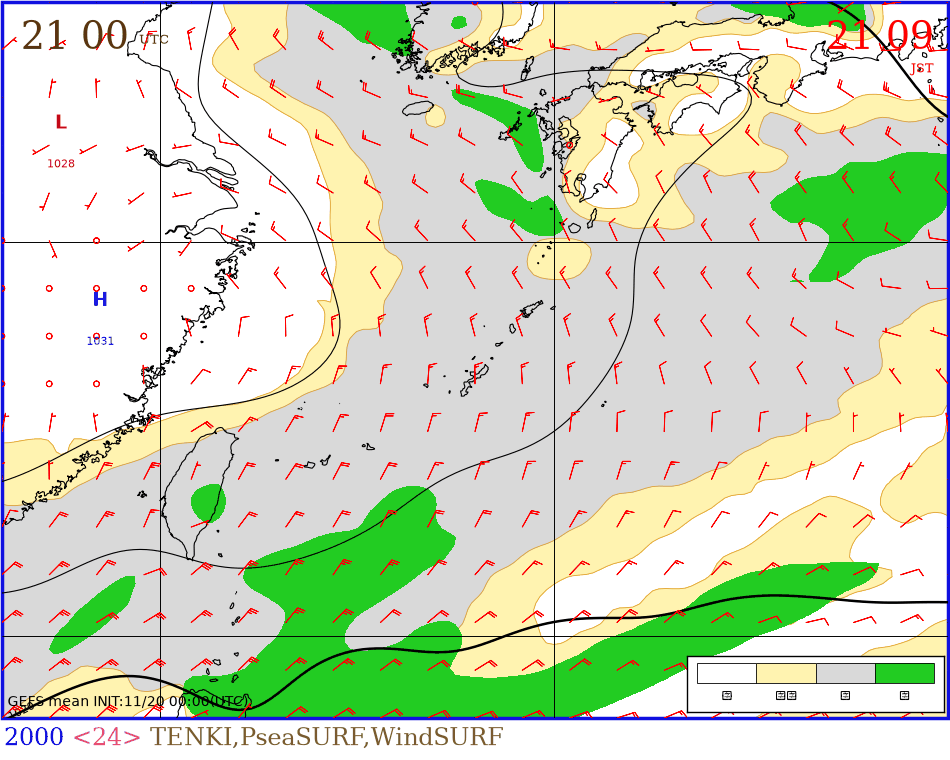 21 00 UTC
21 09 JST
L
1028
H
1031
GEFS mean INIT:11/20 00:00(UTC)
2000 <24> TENKI,PseaSURF,WindSURF